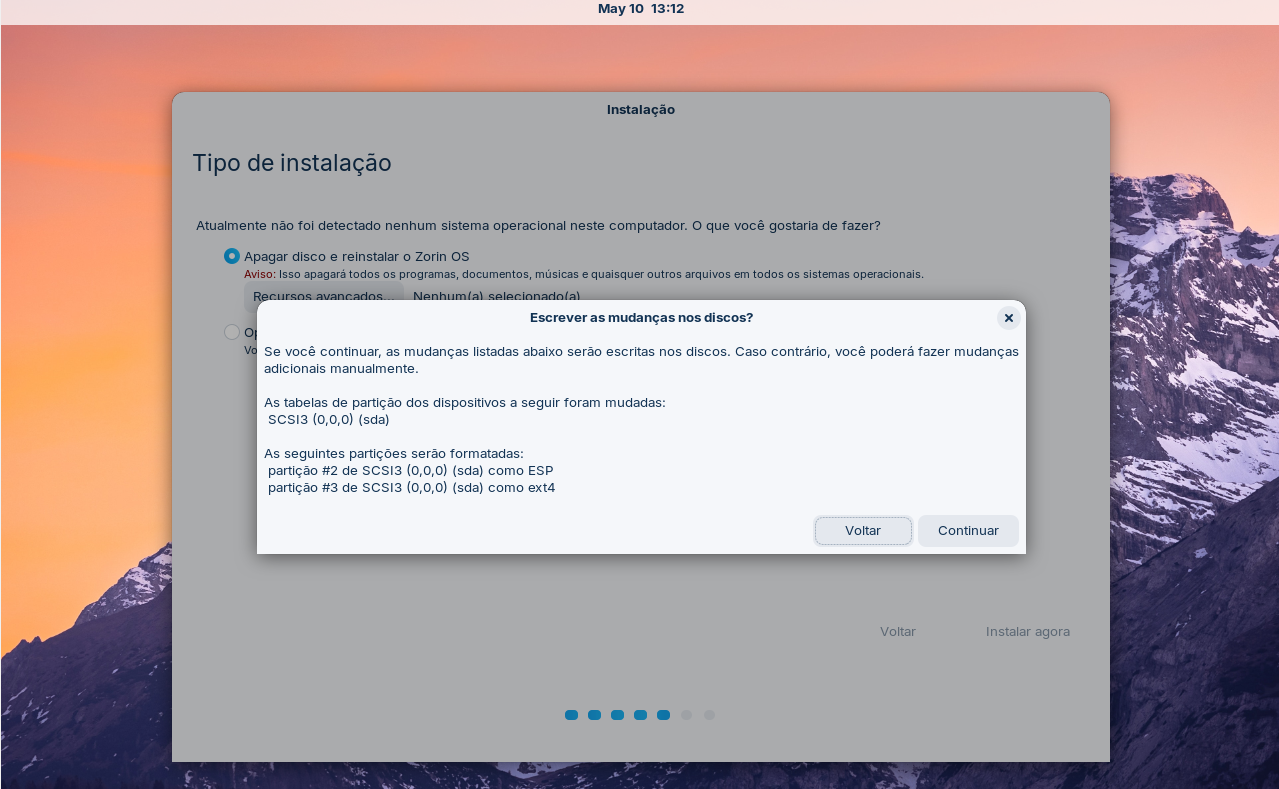 May 10 13:12
Instalação
Tipo de instalação
Atualmente não foi detectado nenhum sistema operacional neste computador. O que você gostaria de fazer?
Apagar disco e reinstalar o Zorin OS
Aviso: Isso apagará todos os programas, documentos, músicas e quaisquer outros arquivos em todos os sistemas operacionais.
Recursos avançados... Nenhum(a) selecionado(a)
Escrever as mudanças nos discos?
Se você continuar, as mudanças listadas abaixo serão escritas nos discos. Caso contrário, você poderá fazer mudanças
adicionais manualmente.
As tabelas de partição dos dispositivos a seguir foram mudadas:
SCSI3 (0,0,0) (sda)
As seguintes partições serão formatadas:
partição #2 de SCSI3 (0,0,0) (sda) como ESP
partição #3 de SCSI3 (0,0,0) (sda) como ext4
Voltar Continuar
Voltar Instalar agora